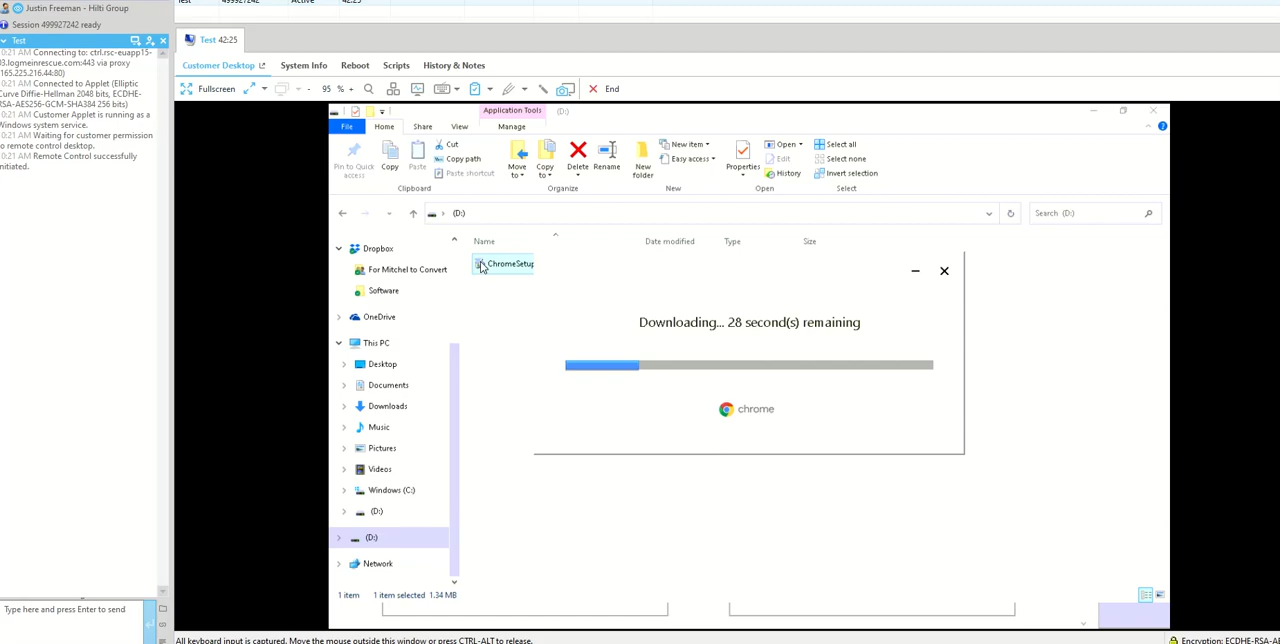 Justin Freeman - Hilti Group
Test 499927242 Active 42:25
Session 499927242 ready
Test
0:21 AM Connecting to: ctrl.rsc-euapp15-
03.logmeinrescue.com:443 via proxy
165.225.216.44:80)
0:21 AM Connected to Applet (Elliptic
Curve Diffie-Hellman 2048 bits, ECDHE-
RSA-AES256-GCM-SHA384 256 bits)
0:21 AM Customer Applet is running as a
Windows system service.
0:21 AM Waiting for customer permission
o remote control desktop.
0:21 AM Remote Control successfully
nitiated.
Test 42:25
Customer Desktop System Info Reboot Scripts History & Notes
Fullscreen - 95 % + End
Application Tools (D:)
File Home Share View Manage
Pin to Quick access
Copy
Paste
Cut
Copy path
Paste shortcut
Move to
Copy to
Delete
Rename
New folder
New item
Easy access
Properties
Open
Edit
History
Select all
Select none
Invert selection
Clipboard Organize New Open Select
(D:)
Search (D:)
Name Date modified Type Size
Dropbox
For Mitchel to Convert
Software
OneDrive
This PC
Desktop
Documents
Downloads
Music
Pictures
Videos
Windows (C:)
(D:)
(D:)
Network
ChromeSetup
Downloading... 28 second(s) remaining
chrome
1 item 1 item selected 1.34 MB
Type here and press Enter to send
All keyboard input is captured. Move the mouse outside this window or press CTRL-ALT to release.
Encryption: ECDHE-RSA-AE